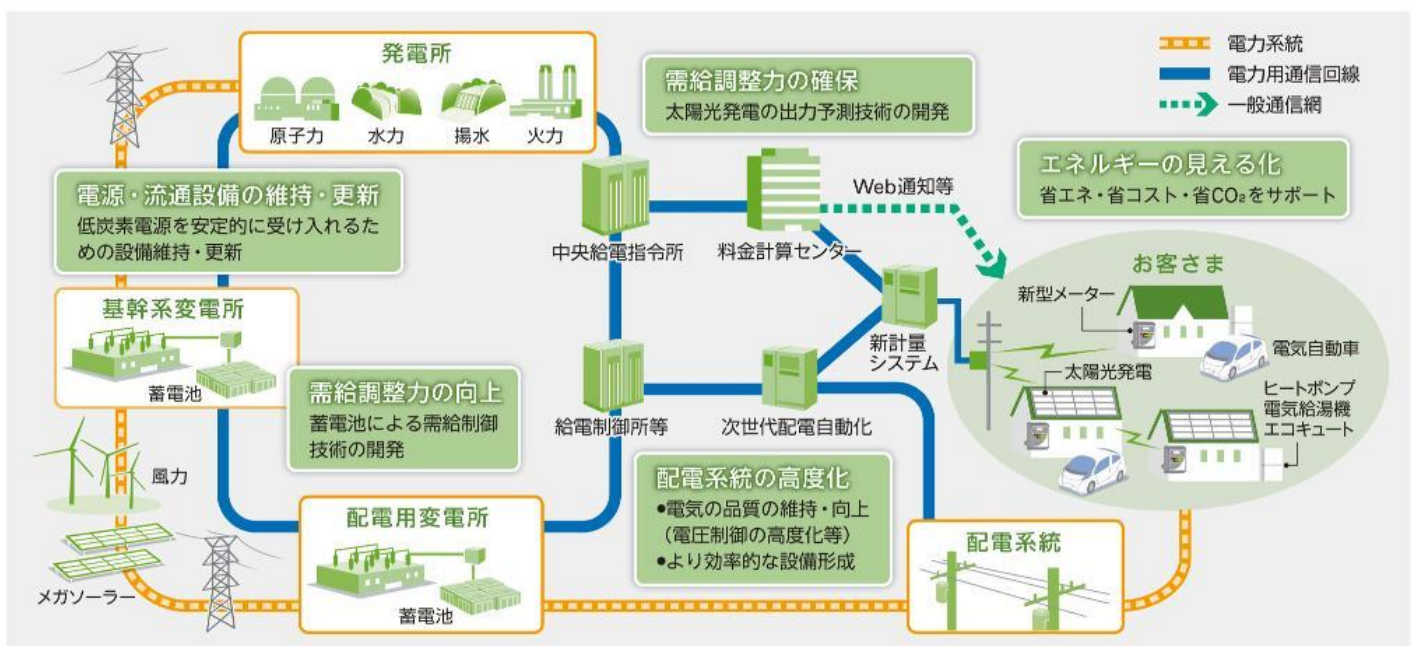 発電所
原子力
水力
揚水
火力
需給調整力の確保
太陽光発電の出力予測技術の開発
電力系統
電力用通信回線
一般通信網
エネルギーの見える化
省エネ・省コスト・省CO₂をサポート
電源・流通設備の維持・更新
低炭素電源を安定的に受け入れるた
めの設備維持・更新
中央給電指令所
料金計算センター
Web通知等
お客さま
新型メーター
電気自動車
太陽光発電
ヒートポンプ
電気給湯機
エコキュート
基幹系変電所
蓄電池
新計量
システム
需給調整力の向上
蓄電池による需給制御
技術の開発
給電制御所等
次世代配電自動化
風力
メガソーラー
配電用変電所
蓄電池
配電系統の高度化
●電気の品質の維持・向上
（電圧制御の高度化等）
●より効率的な設備形成
配電系統